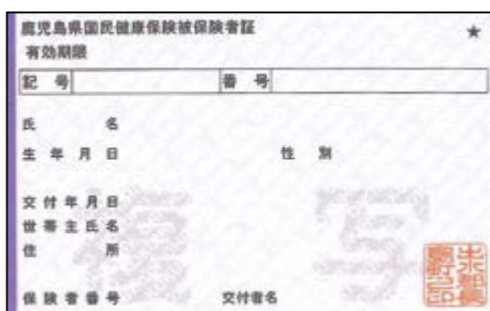 鹿児島県国民健康保険被保険者証
★
有効期限
記 号 番 号
氏 名
生 年 月 日 性 別
交 付 年 月 日
世 帯 主 氏 名
住 所
保 険 者 番 号 交付者名
複写